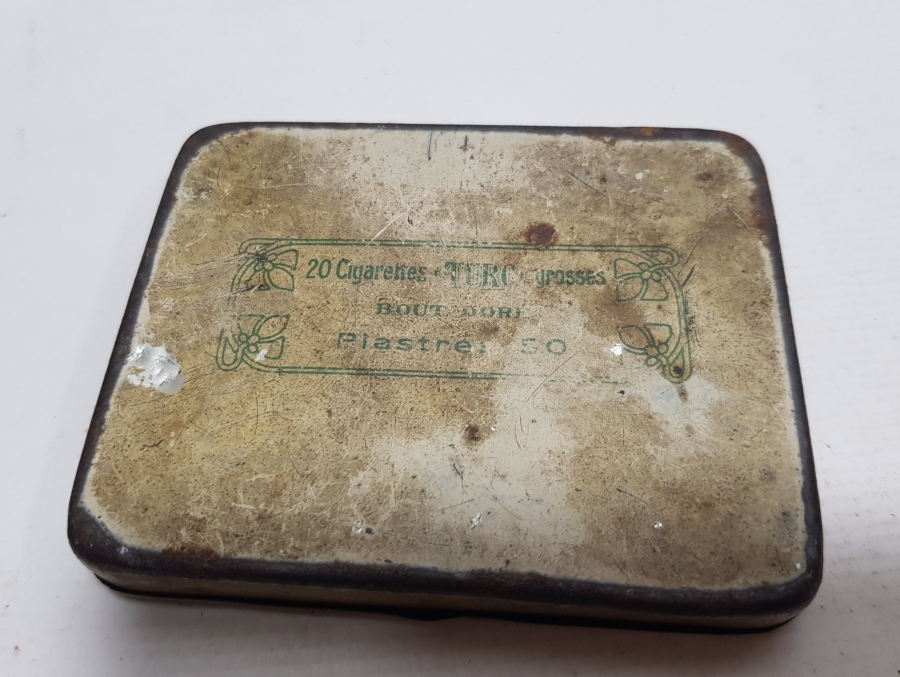 20 Cigarettes "TURC" grosses
BOUT DORÉ
Piastres 50